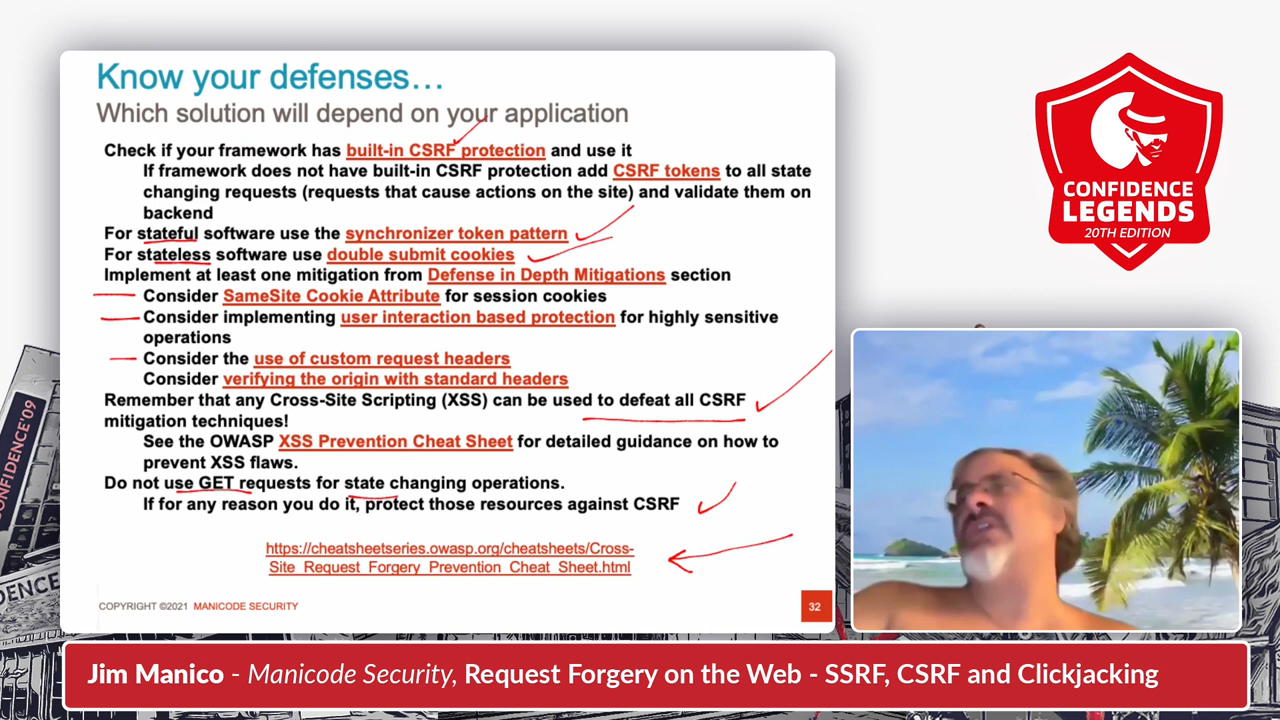 Know your defenses…
Which solution will depend on your application
Check if your framework has built-in CSRF protection and use it
If framework does not have built-in CSRF protection add CSRF tokens to all state
changing requests (requests that cause actions on the site) and validate them on
backend
For stateful software use the synchronizer token pattern
For stateless software use double submit cookies
Implement at least one mitigation from Defense in Depth Mitigations section
Consider SameSite Cookie Attribute for session cookies
Consider implementing user interaction based protection for highly sensitive
operations
Consider the use of custom request headers
Consider verifying the origin with standard headers
Remember that any Cross-Site Scripting (XSS) can be used to defeat all CSRF
mitigation techniques!
See the OWASP XSS Prevention Cheat Sheet for detailed guidance on how to
prevent XSS flaws.
Do not use GET requests for state changing operations.
If for any reason you do it, protect those resources against CSRF
https://cheatsheetseries.owasp.org/cheatsheets/Cross-
Site_Request_Forgery_Prevention_Cheat_Sheet.html
COPYRIGHT ©2021 MANICODE SECURITY
32
CONFIDENCE
LEGENDS
20TH EDITION
CONFIDENCE'09
DENCE
Jim Manico - Manicode Security, Request Forgery on the Web - SSRF, CSRF and Clickjacking